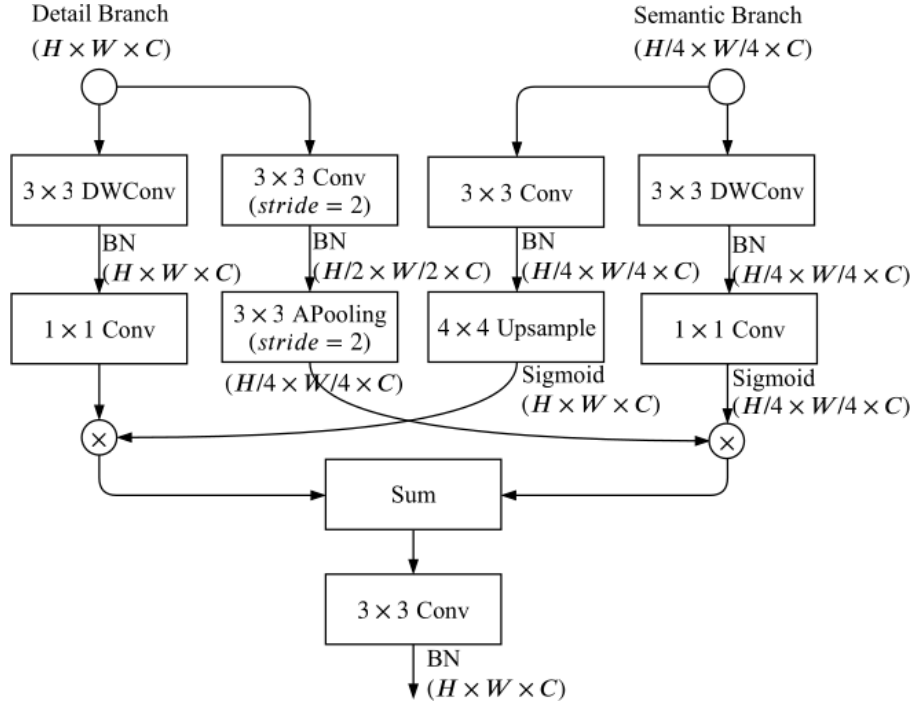 Detail Branch
(H × W × C)
Semantic Branch
(H/4 × W/4 × C)
3 × 3 DWConv
3 × 3 Conv
(stride = 2)
3 × 3 Conv
3 × 3 DWConv
BN
(H × W × C)
BN
(H/2 × W/2 × C)
BN
(H/4 × W/4 × C)
BN
(H/4 × W/4 × C)
1 × 1 Conv
3 × 3 APooling
(stride = 2)
4 × 4 Upsample
1 × 1 Conv
(H/4 × W/4 × C)
Sigmoid
(H × W × C)
Sigmoid
(H/4 × W/4 × C)
×
×
Sum
3 × 3 Conv
BN
(H × W × C)